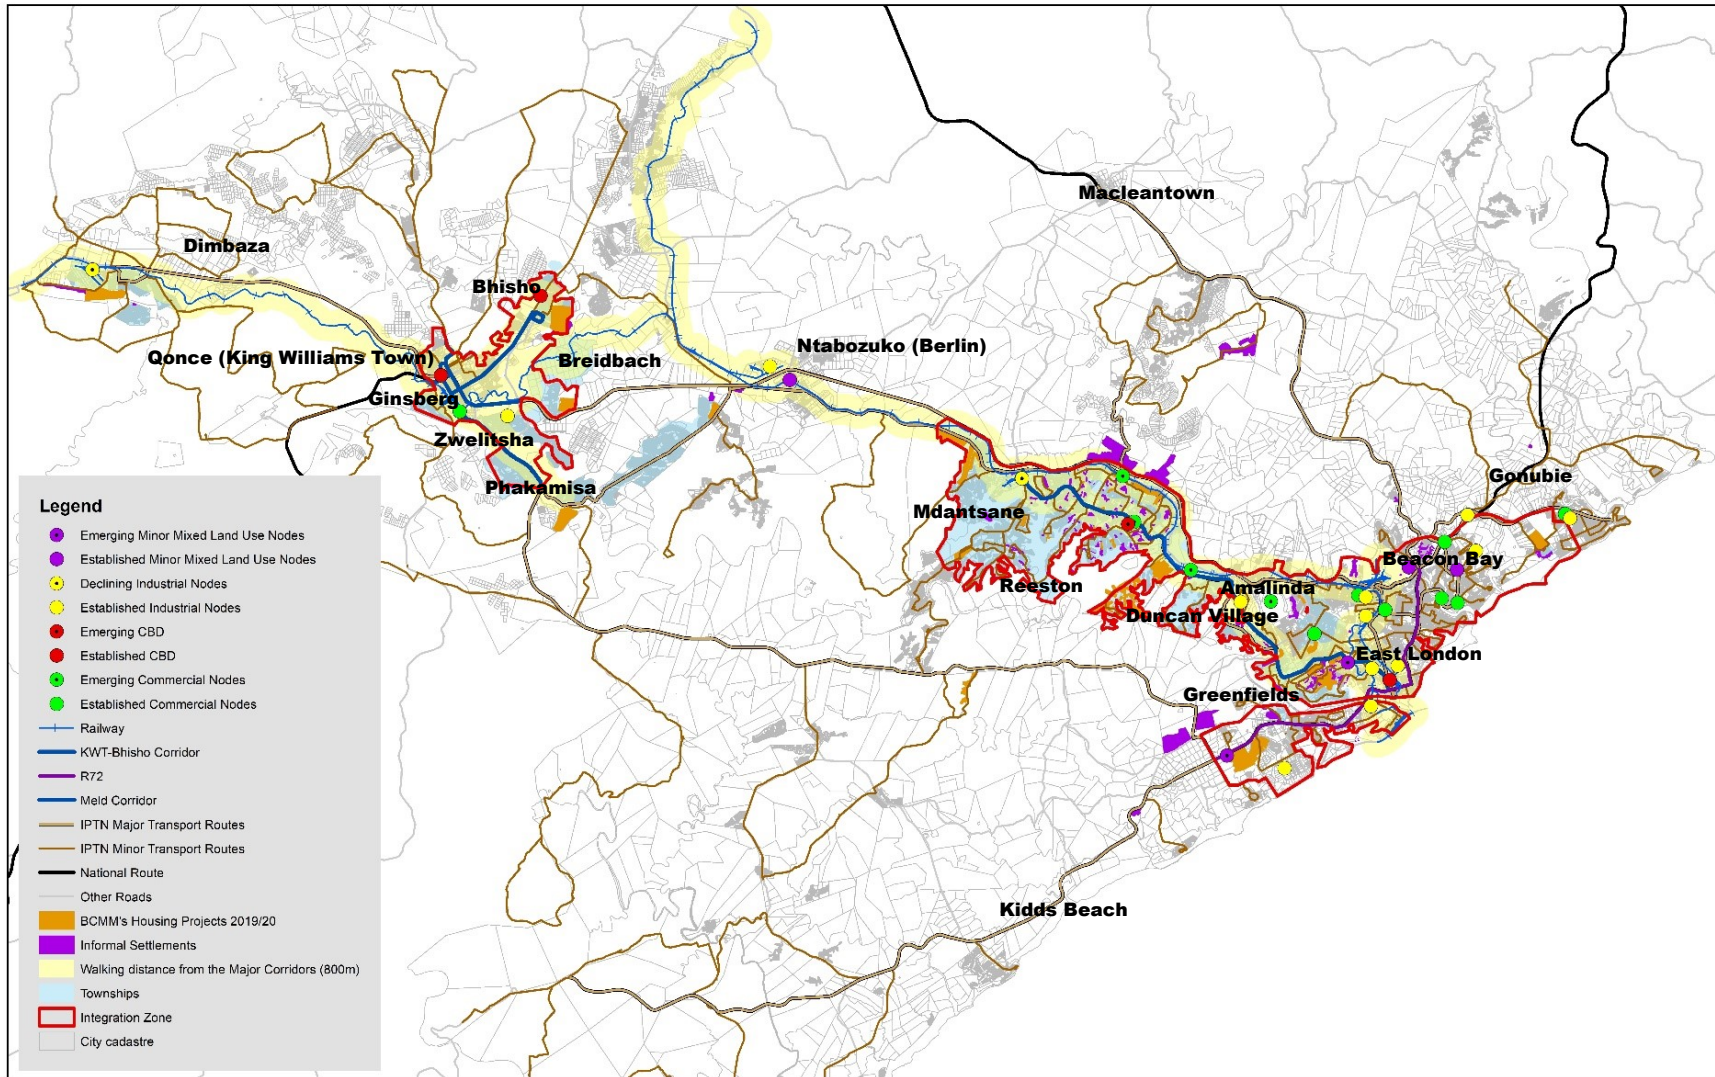 Macleantown
Dimbaza
Bhisho
Ntabozuko (Berlin)
Qonce (King Williams Town)
Breidbach
Ginsberg
Zwelitsha
Gonubie
Phakamisa
Mdantsane
Beacon Bay
Reeston
Amalinda
Duncan Village
East London
Greenfields
Kidds Beach
Legend
Emerging Minor Mixed Land Use Nodes
Established Minor Mixed Land Use Nodes
Declining Industrial Nodes
Established Industrial Nodes
Emerging CBD
Established CBD
Emerging Commercial Nodes
Established Commercial Nodes
Railway
KWT-Bhisho Corridor
R72
Meld Corridor
IPTN Major Transport Routes
IPTN Minor Transport Routes
National Route
Other Roads
BCMM's Housing Projects 2019/20
Informal Settlements
Walking distance from the Major Corridors (800m)
Townships
Integration Zone
City cadastre